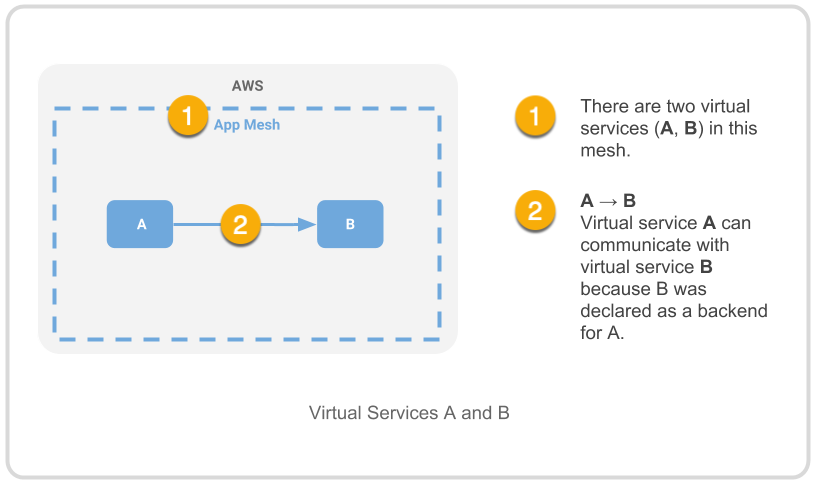 AWS
1
App Mesh
A
2
B
1
There are two virtual
services (A, B) in this
mesh.
2
A → B
Virtual service A can
communicate with
virtual service B
because B was
declared as a backend
for A.
Virtual Services A and B